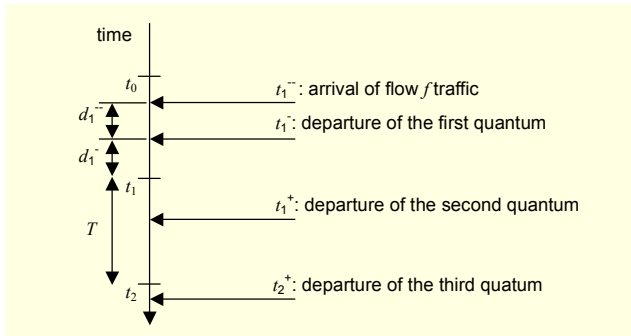 time
t₀
t₁⁻⁻: arrival of flow f traffic
d₁⁻⁻
t₁⁻: departure of the first quantum
d₁⁻
t₁
t₁⁺: departure of the second quantum
T
t₂⁺: departure of the third quatum
t₂